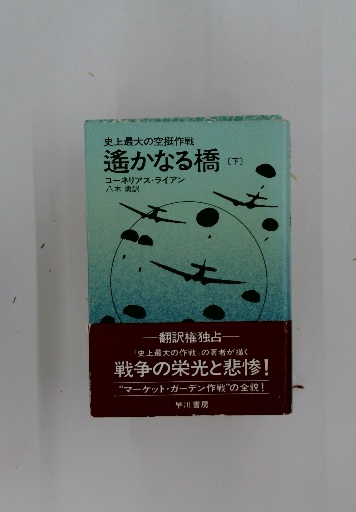 史上最大の空挺作戦
遙かなる橋〔下〕
コーネリアス・ライアン
八木 勇訳
―翻訳権独占―
「史上最大の作戦」の著者が描く
戦争の栄光と悲惨!
“マーケット・ガーデン作戦”の全貌!
早川書房